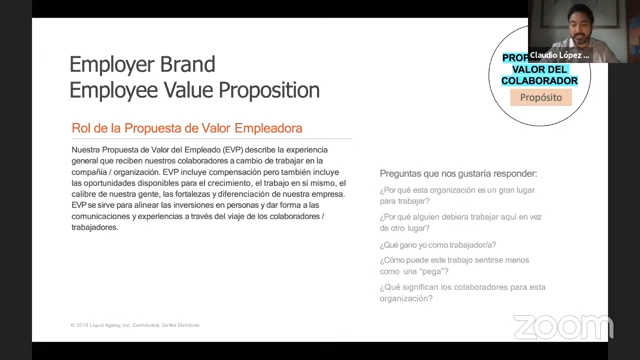 Employer Brand
Employee Value Proposition
Rol de la Propuesta de Valor Empleadora
Nuestra Propuesta de Valor del Empleado (EVP) describe la experiencia
general que reciben nuestros colaboradores a cambio de trabajar en la
compañía / organización. EVP incluye compensación pero también incluye
las oportunidades disponibles para el crecimiento, el trabajo en sí mismo, el
calibre de nuestra gente, las fortalezas y diferenciación de nuestra empresa.
EVP se sirve para alinear las inversiones en personas y dar forma a las
comunicaciones y experiencias a través del viaje de los colaboradores /
trabajadores.
Claudio López ...
VALOR DEL
COLABORADOR
Propósito
Preguntas que nos gustaría responder:
¿Por qué esta organización es un gran lugar
para trabajar?
¿Por qué alguien debiera trabajar aquí en vez
de otro lugar?
¿Qué gano yo como trabajador/a?
¿Cómo puede este trabajo sentirse menos
como una "pega"?
¿Qué significan los colaboradores para esta
organización?
© 2018 Liquid Agency, Inc. Confidential
zoom